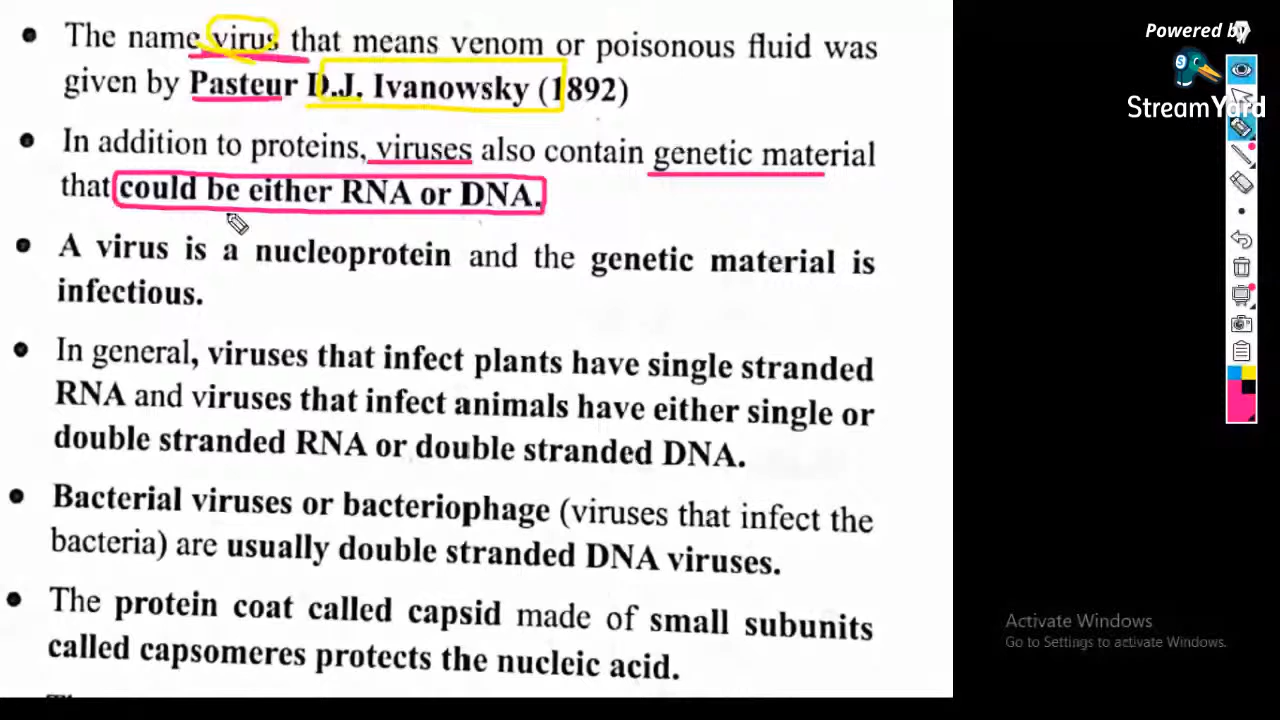 Powered by
StreamYard
• The name virus that means venom or poisonous fluid was
given by Pasteur D.J. Ivanowsky (1892)
• In addition to proteins, viruses also contain genetic material
that could be either RNA or DNA.
• A virus is a nucleoprotein and the genetic material is
infectious.
• In general, viruses that infect plants have single stranded
RNA and viruses that infect animals have either single or
double stranded RNA or double stranded DNA.
• Bacterial viruses or bacteriophage (viruses that infect the
bacteria) are usually double stranded DNA viruses.
• The protein coat called capsid made of small subunits
called capsomeres protects the nucleic acid.
Activate Windows
Go to Settings to activate Windows.